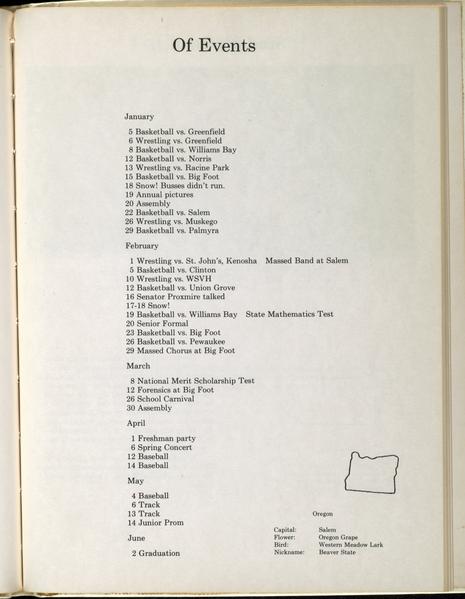 Of Events
January
5 Basketball vs. Greenfield
6 Wrestling vs. Greenfield
8 Basketball vs. Williams Bay
12 Basketball vs. Norris
13 Wrestling vs. Racine Park
15 Basketball vs. Big Foot
18 Snow! Busses didn't run.
19 Annual pictures
20 Assembly
22 Basketball vs. Salem
26 Wrestling vs. Muskego
29 Basketball vs. Palmyra
February
1 Wrestling vs. St. John's, Kenosha Massed Band at Salem
5 Basketball vs. Clinton
10 Wrestling vs. WSVH
12 Basketball vs. Union Grove
16 Senator Proxmire talked
17-18 Snow!
19 Basketball vs. Williams Bay State Mathematics Test
20 Senior Formal
23 Basketball vs. Big Foot
26 Basketball vs. Pewaukee
29 Massed Chorus at Big Foot
March
8 National Merit Scholarship Test
12 Forensics at Big Foot
26 School Carnival
30 Assembly
April
1 Freshman party
6 Spring Concert
12 Baseball
14 Baseball
May
4 Baseball
6 Track
13 Track
14 Junior Prom
June
2 Graduation
Oregon
Capital: Salem
Flower: Oregon Grape
Bird: Western Meadow Lark
Nickname: Beaver State